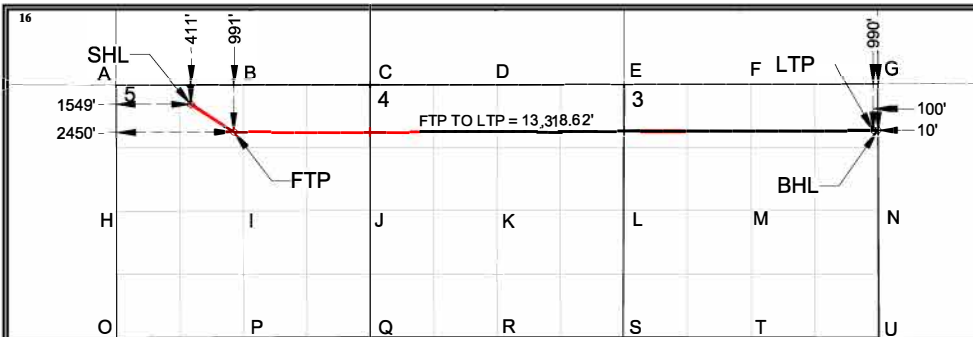 16
411'
991'
990'
SHL
LTP
A
B
C
D
E
F
G
5
4
3
1549'
100'
2450'
FTP TO LTP = 13,318.62'
10'
FTP
BHL
H
I
J
K
L
M
N
O
P
Q
R
S
T
U